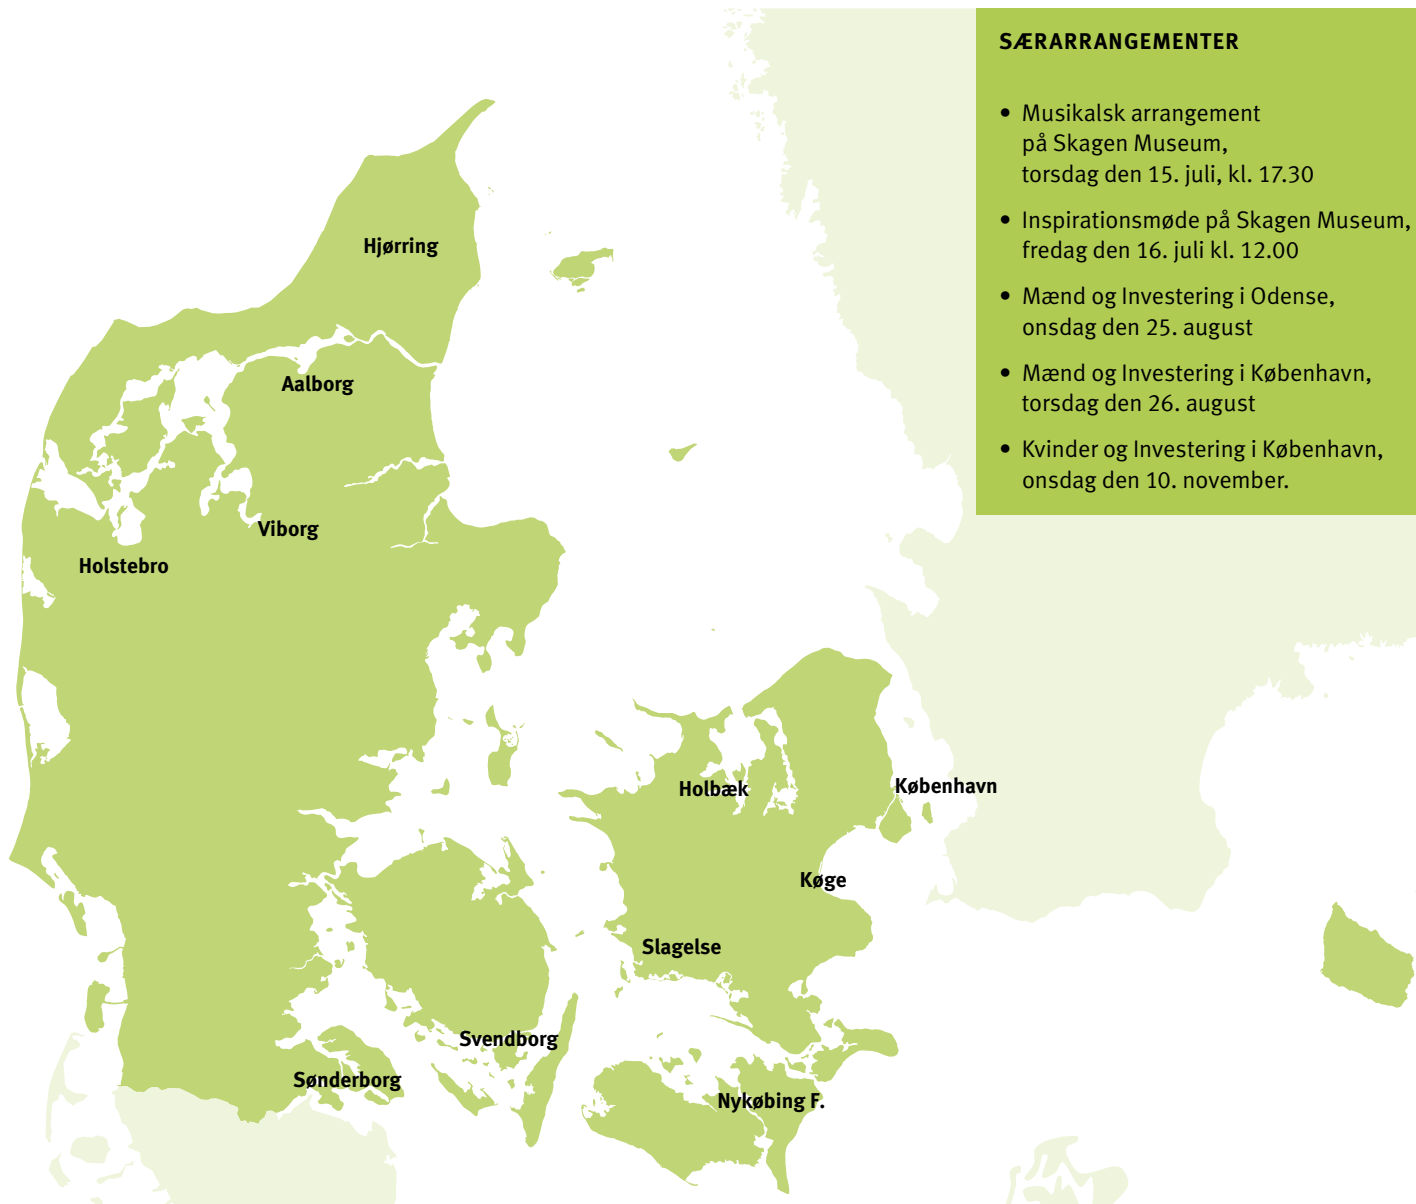 SÆRARRANGEMENTER
• Musikalsk arrangement
på Skagen Museum,
torsdag den 15. juli, kl. 17.30
• Inspirationsmøde på Skagen Museum,
fredag den 16. juli kl. 12.00
• Mænd og Investering i Odense,
onsdag den 25. august
• Mænd og Investering i København,
torsdag den 26. august
• Kvinder og Investering i København,
onsdag den 10. november.
Hjørring
Aalborg
Viborg
Holstebro
Holbæk
København
Køge
Slagelse
Svendborg
Sønderborg
Nykøbing F.